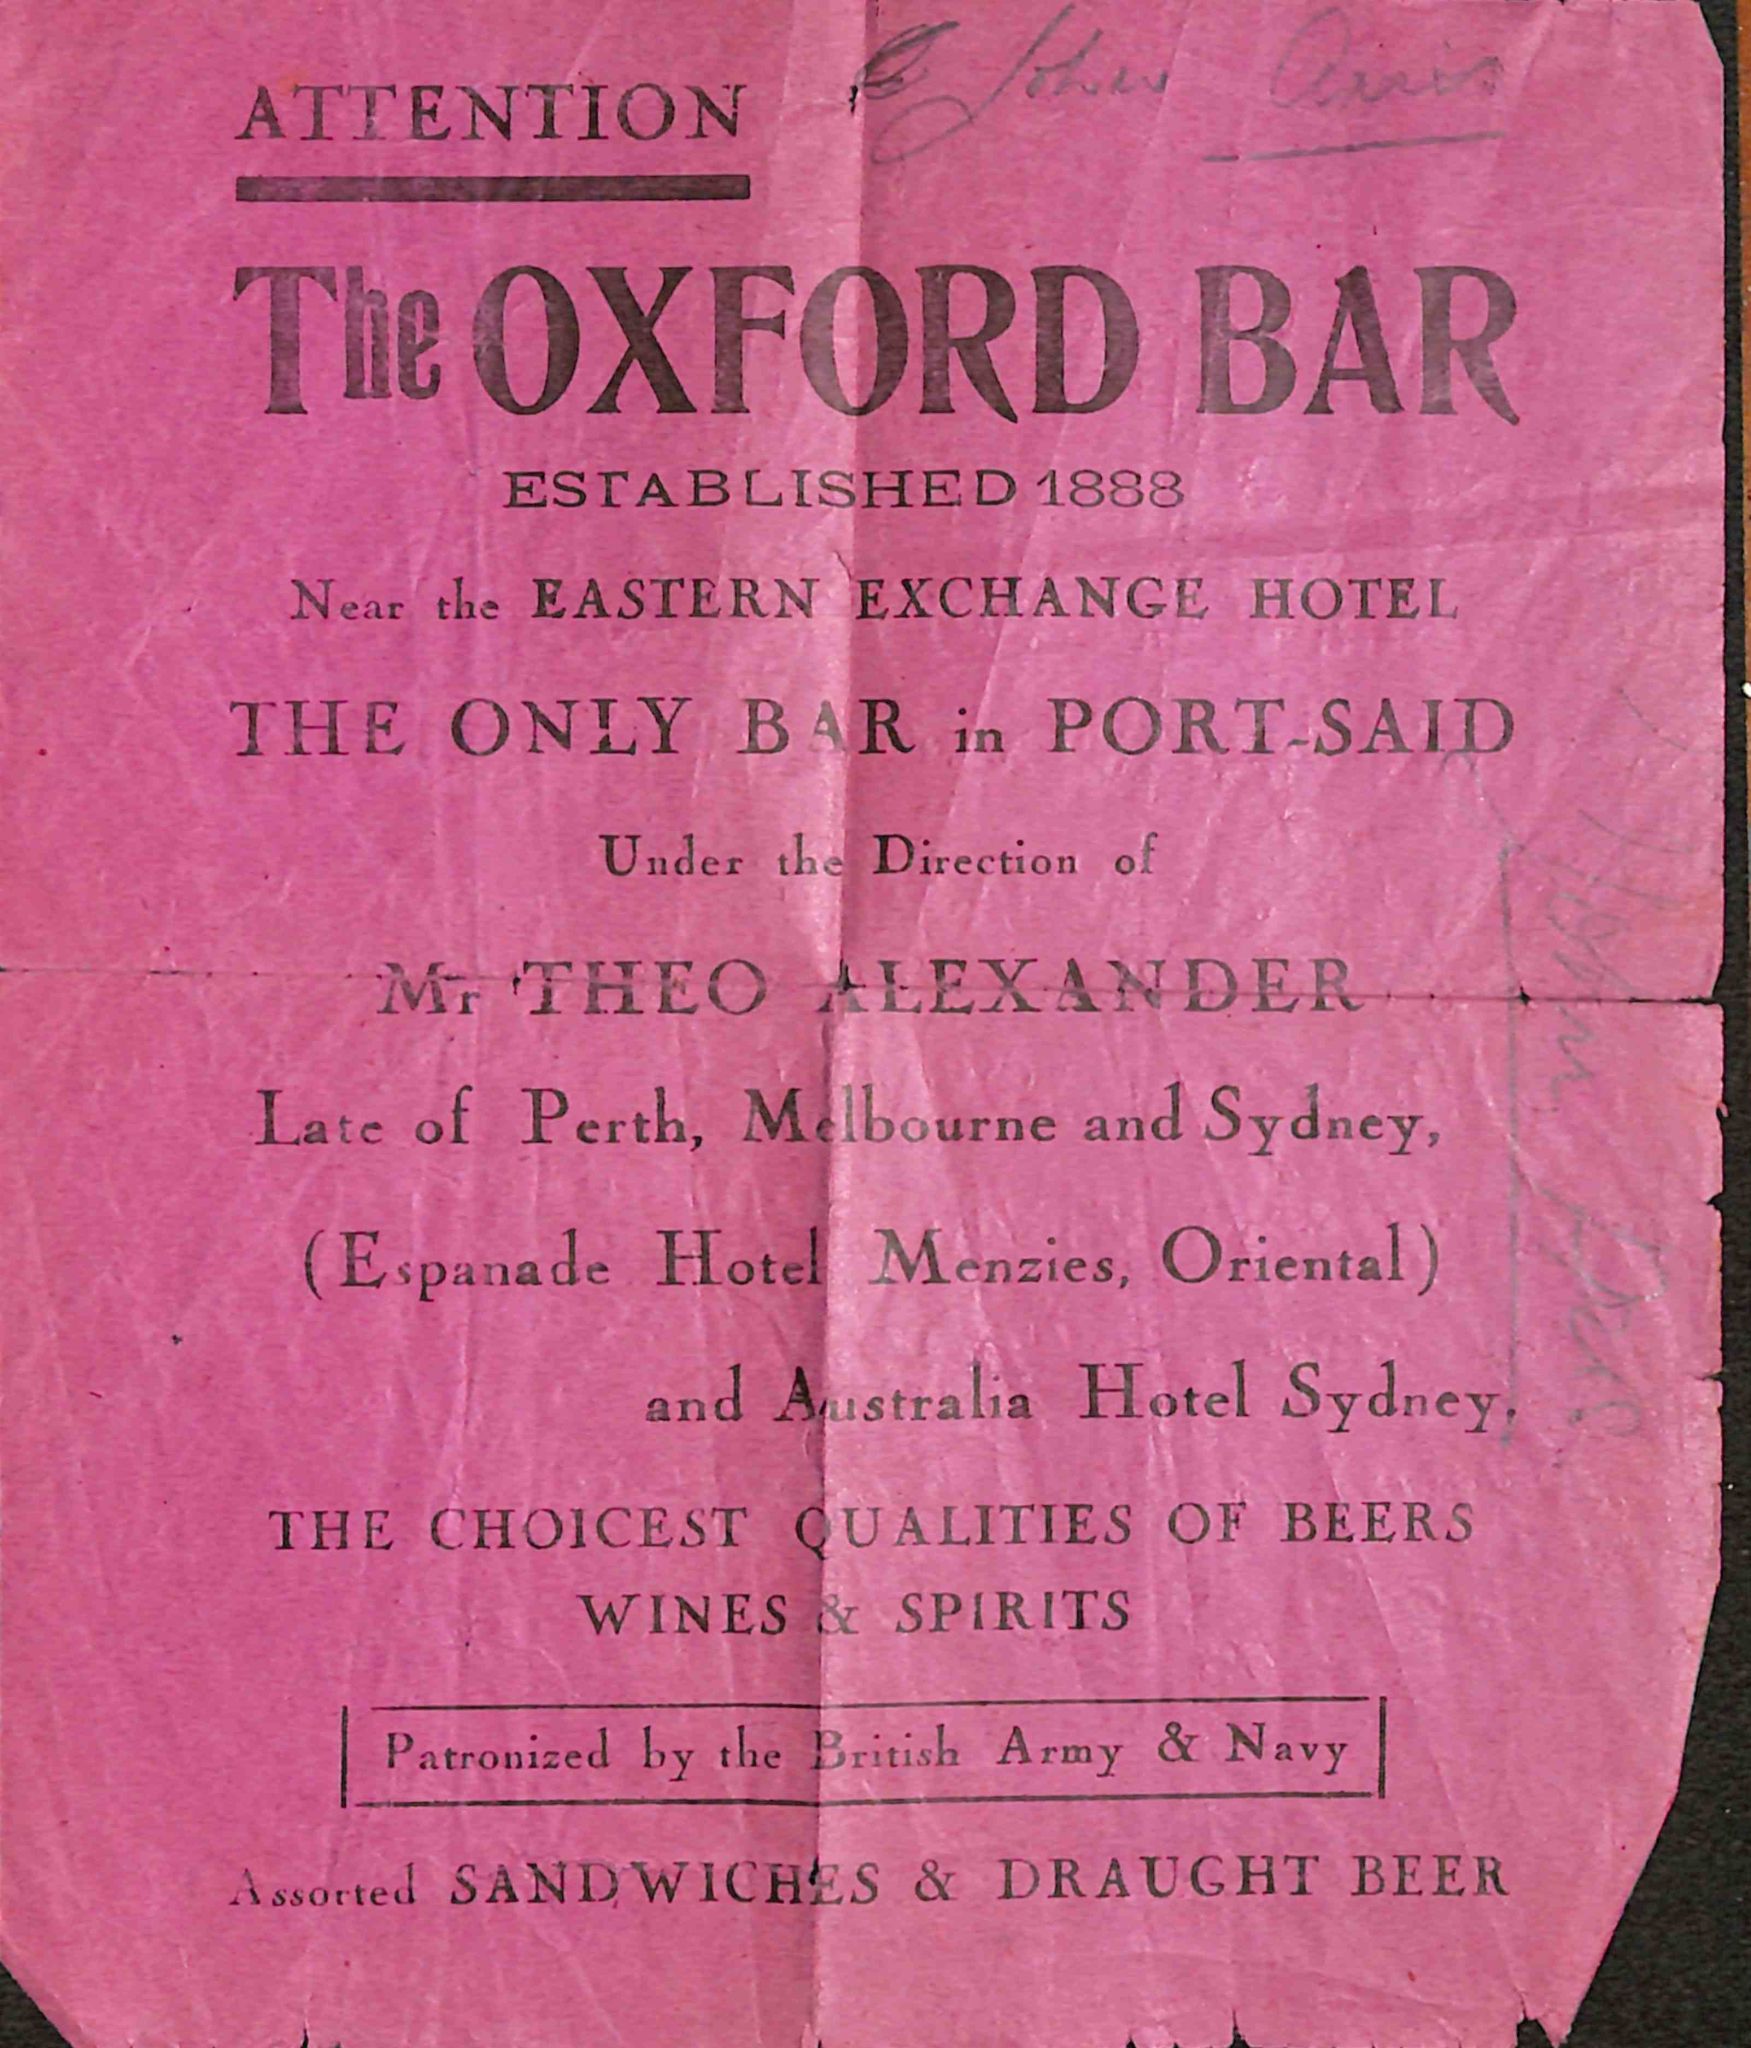 John
ATTENTION
The OXFORD BAR
ESTABLISHED 1888
Near the EASTERN EXCHANGE HOTEL
THE ONLY BAR in PORT-SAID
Under the Direction of
Mr THEO ALEXANDER
Late of Perth, Melbourne and Sydney,
(Espanade Hotel Menzies, Oriental)
and Australia Hotel Sydney,
THE CHOICEST QUALITIES OF BEERS
WINES & SPIRITS
Patronized by the British Army & Navy
Assorted SANDWICHES & DRAUGHT BEER